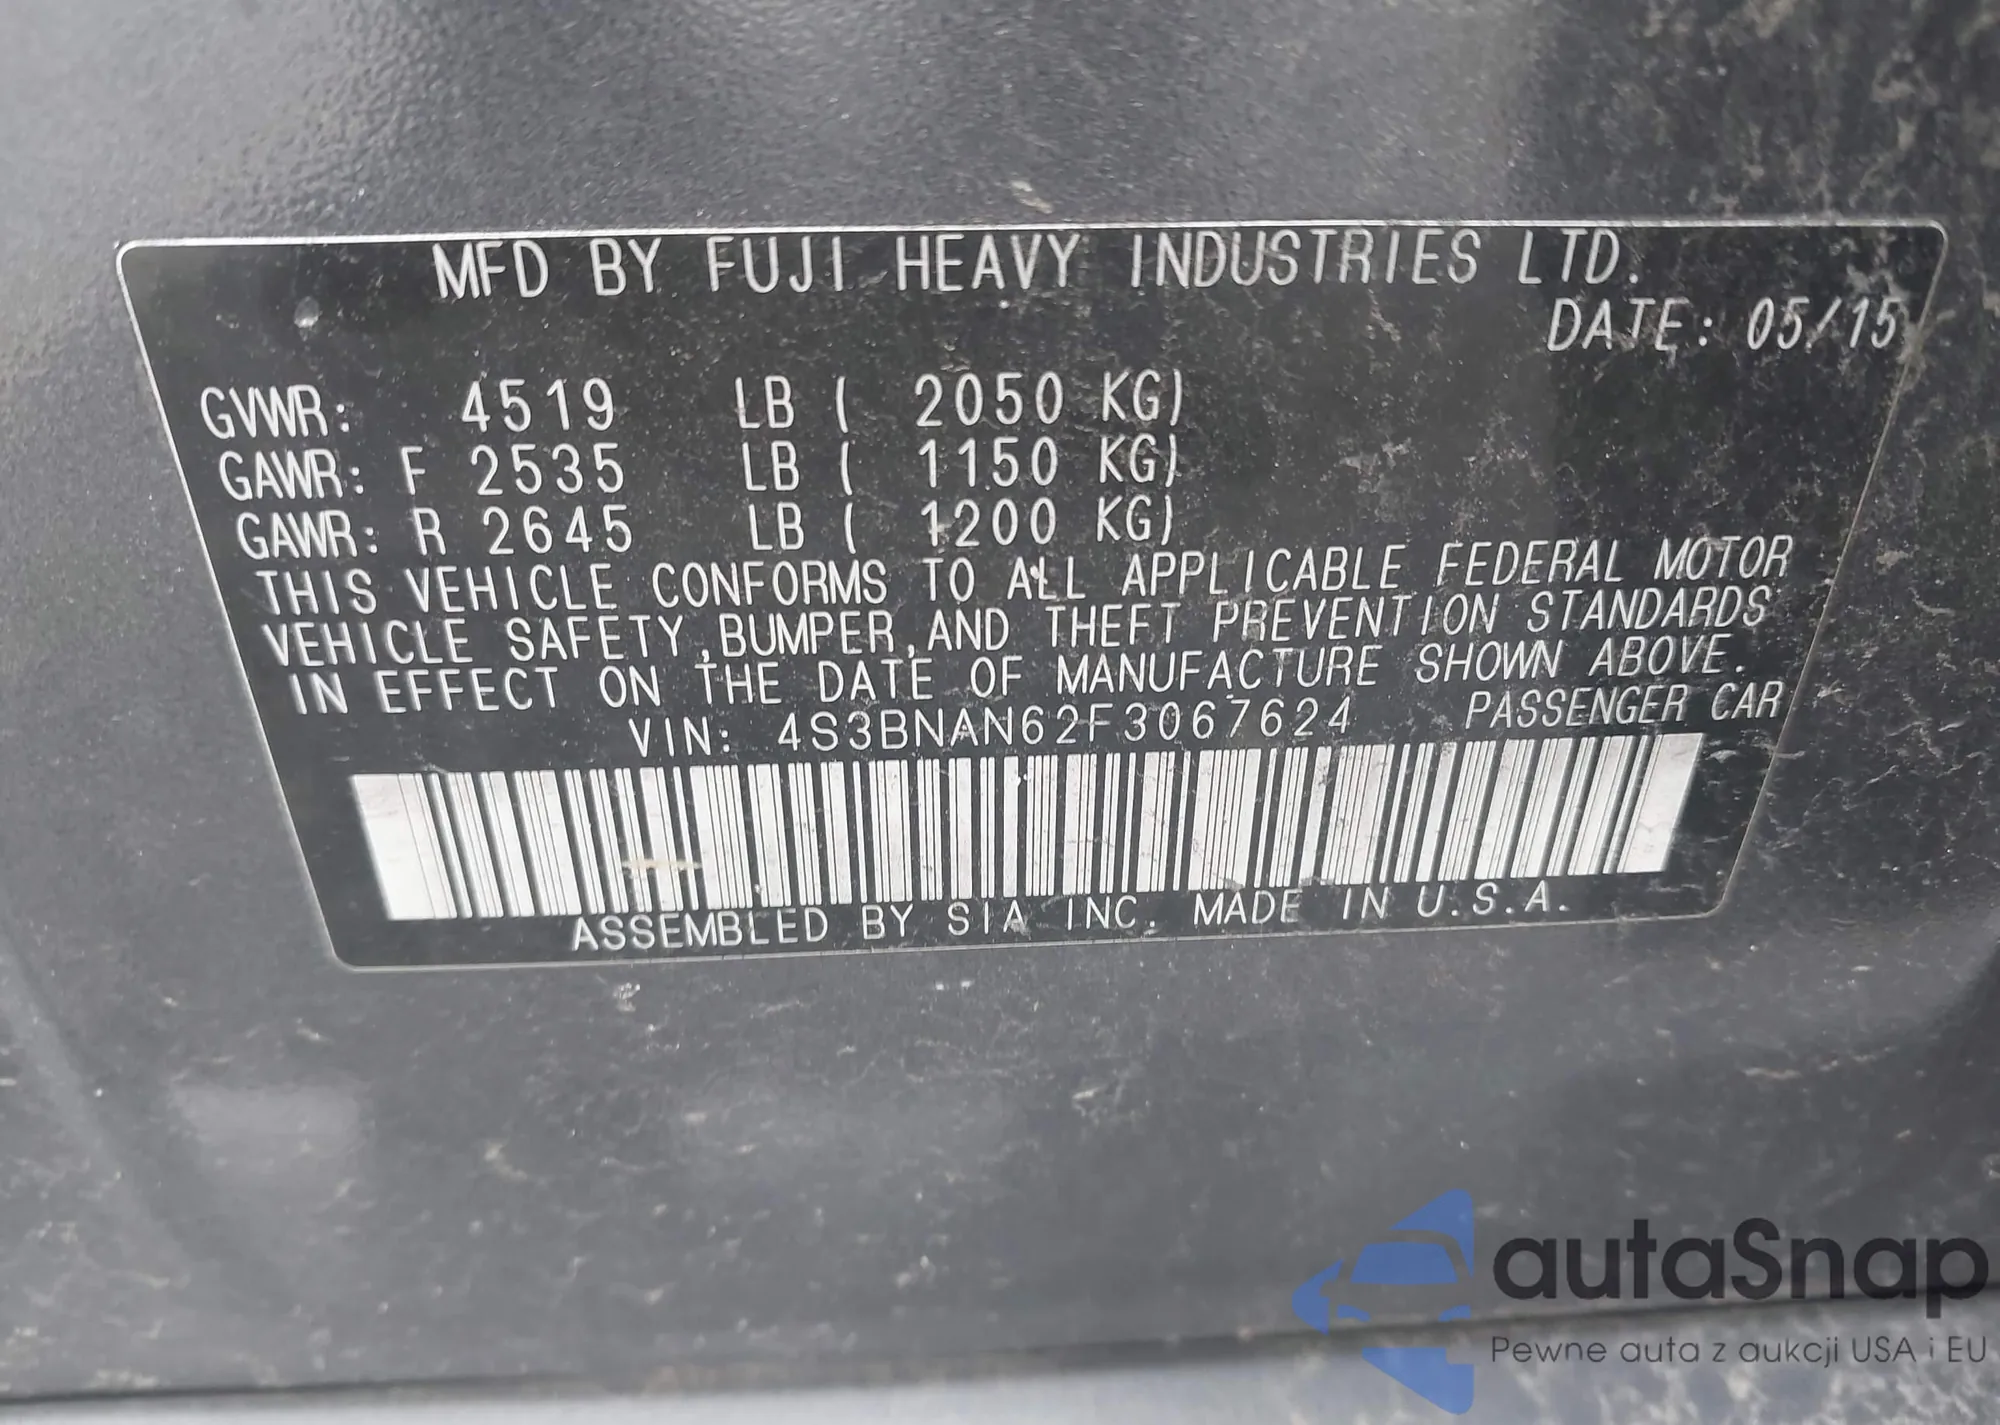 MFD BY FUJI HEAVY INDUSTRIES LTD.
DATE: 05/15
GVWR: 4519 LB ( 2050 KG)
GAWR: F 2535 LB ( 1150 KG)
GAWR: R 2645 LB ( 1200 KG)
THIS VEHICLE CONFORMS TO ALL APPLICABLE FEDERAL MOTOR
VEHICLE SAFETY,BUMPER,AND THEFT PREVENTION STANDARDS
IN EFFECT ON THE DATE OF MANUFACTURE SHOWN ABOVE.
VIN: 4S3BNAN62F3067624 PASSENGER CAR
ASSEMBLED BY SIA INC. MADE IN U.S.A.
autaSnap
Pewne auta z aukcji USA i EU